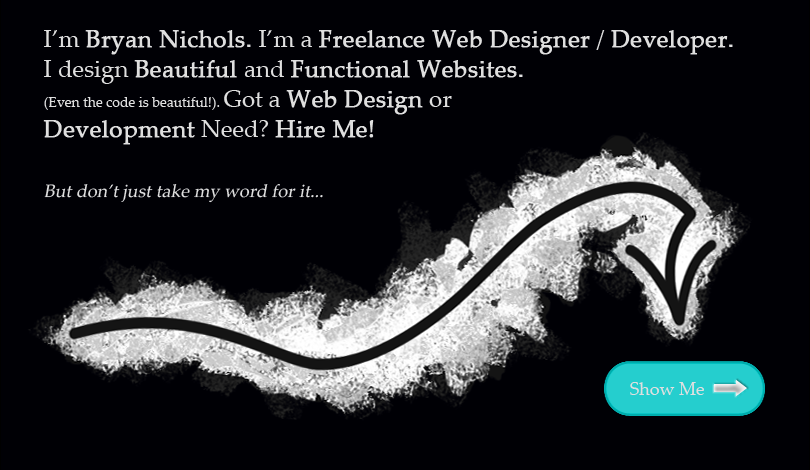 I’m Bryan Nichols. I’m a Freelance Web Designer / Developer.
I design Beautiful and Functional Websites.
(Even the code is beautiful!). Got a Web Design or
Development Need? Hire Me!
But don’t just take my word for it...
Show Me